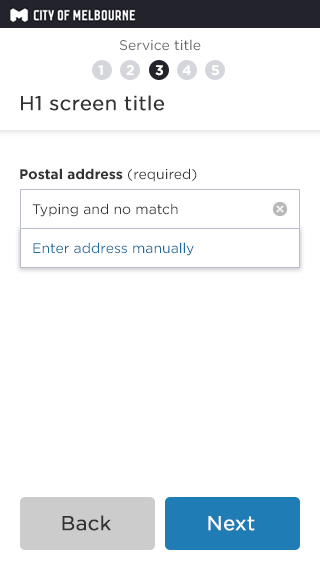 CITY OF MELBOURNE
Service title
1 2 3 4 5
H1 screen title
Postal address (required)
Typing and no match
Enter address manually
Back Next